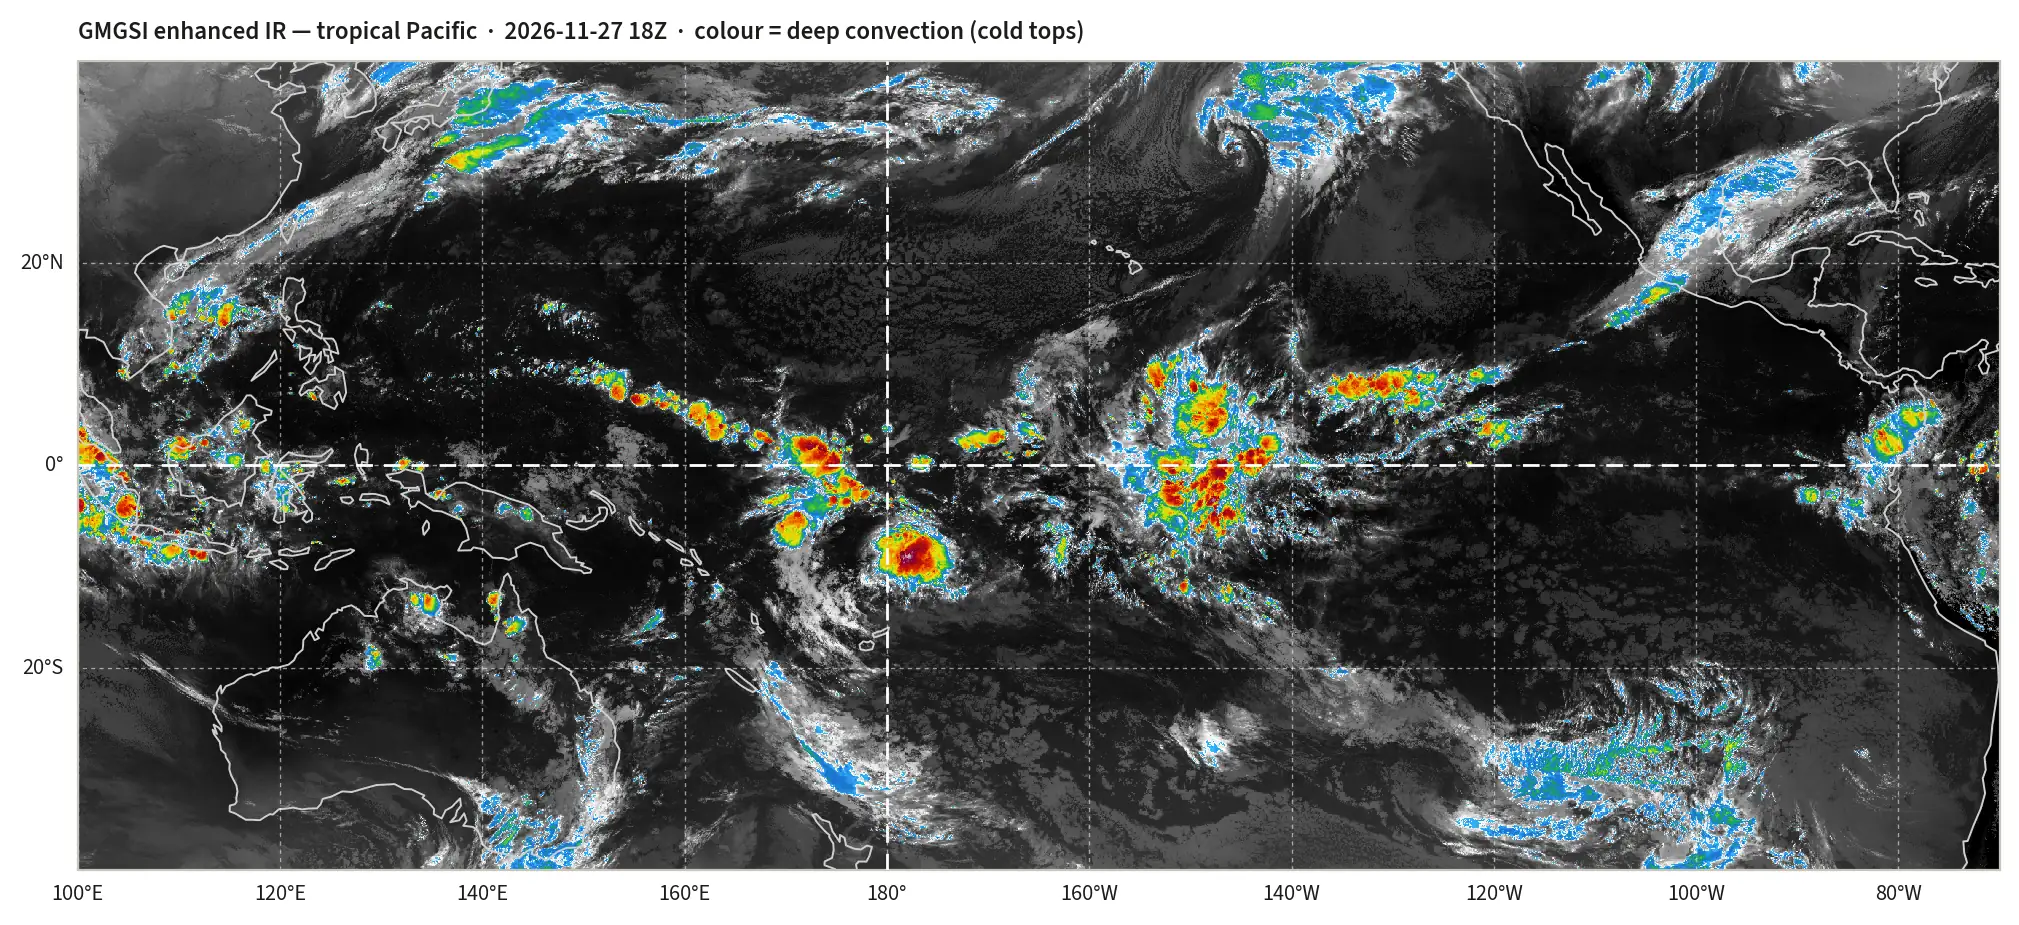 GMGSI enhanced IR — tropical Pacific · 2026-11-27 18Z · colour = deep convection (cold tops)
20°N
0°
20°S
100°E 120°E 140°E 160°E 180° 160°W 140°W 120°W 100°W 80°W